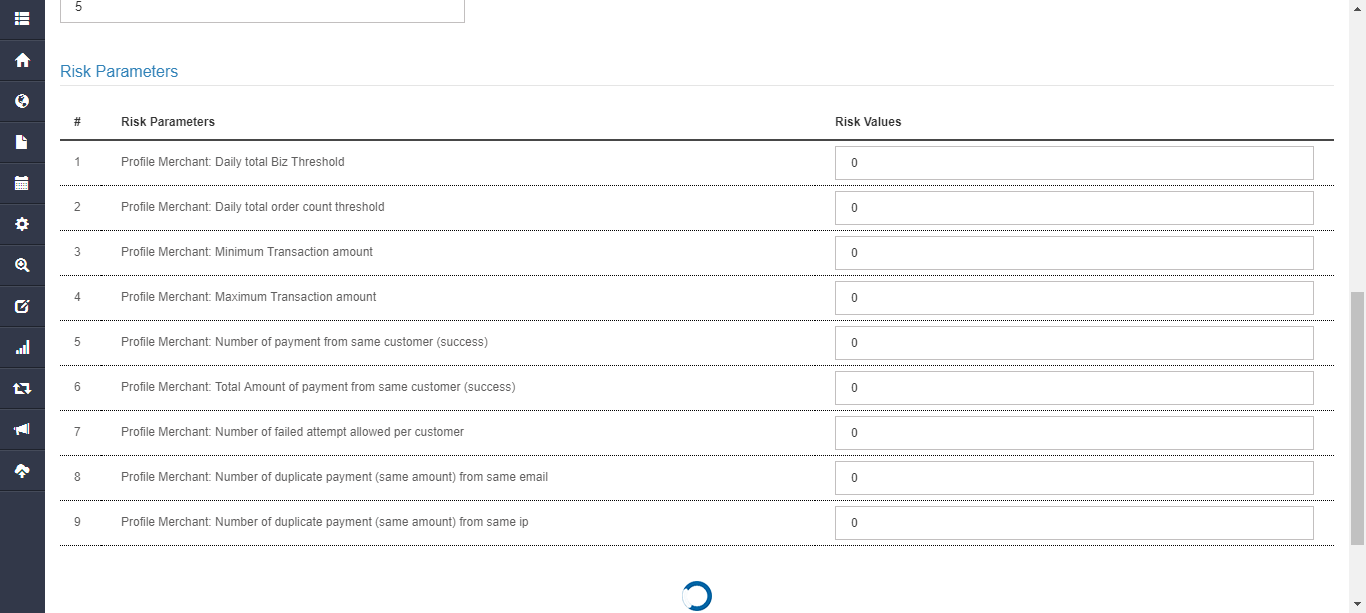 5
Risk Parameters
# Risk Parameters Risk Values
1 Profile Merchant: Daily total Biz Threshold 0
2 Profile Merchant: Daily total order count threshold 0
3 Profile Merchant: Minimum Transaction amount 0
4 Profile Merchant: Maximum Transaction amount 0
5 Profile Merchant: Number of payment from same customer (success) 0
6 Profile Merchant: Total Amount of payment from same customer (success) 0
7 Profile Merchant: Number of failed attempt allowed per customer 0
8 Profile Merchant: Number of duplicate payment (same amount) from same email 0
9 Profile Merchant: Number of duplicate payment (same amount) from same ip 0